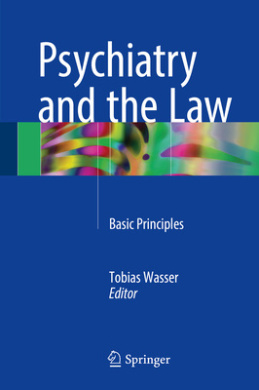 Psychiatry
and the Law
Basic Principles
Tobias Wasser
Editor
Springer